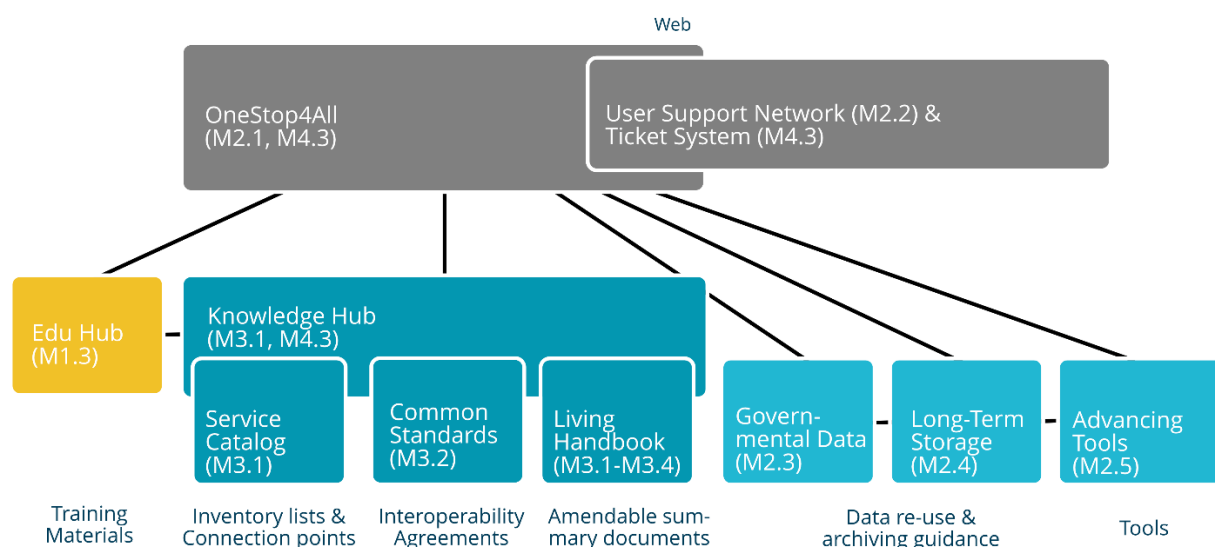 Web
OneStop4All
(M2.1, M4.3)
User Support Network (M2.2) &
Ticket System (M4.3)
Edu Hub
(M1.3)
Knowledge Hub
(M3.1, M4.3)
Service
Catalog
(M3.1)
Common
Standards
(M3.2)
Living
Handbook
(M3.1-M3.4)
Govern-
mental Data
(M2.3)
Long-Term
Storage
(M2.4)
Advancing
Tools
(M2.5)
Training
Materials
Inventory lists &
Connection points
Interoperability
Agreements
Amendable sum-
mary documents
Data re-use &
archiving guidance
Tools